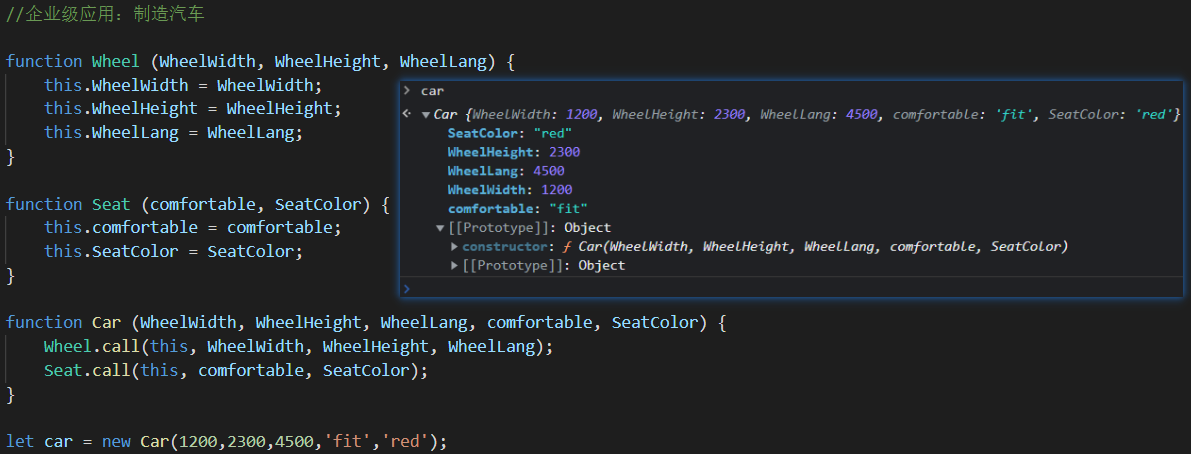 //企业级应用：制造汽车
function Wheel (WheelWidth, WheelHeight, WheelLang) {
    this.WheelWidth = WheelWidth;
    this.WheelHeight = WheelHeight;
    this.WheelLang = WheelLang;
}
function Seat (comfortable, SeatColor) {
    this.comfortable = comfortable;
    this.SeatColor = SeatColor;
}
function Car (WheelWidth, WheelHeight, WheelLang, comfortable, SeatColor) {
    Wheel.call(this, WheelWidth, WheelHeight, WheelLang);
    Seat.call(this, comfortable, SeatColor);
}
let car = new Car(1200,2300,4500,'fit','red');
> car
Car {WheelWidth: 1200, WheelHeight: 2300, WheelLang: 4500, comfortable: 'fit', SeatColor: 'red'}
SeatColor: "red"
WheelHeight: 2300
WheelLang: 4500
WheelWidth: 1200
comfortable: "fit"
[[Prototype]]: Object
constructor: ƒ Car(WheelWidth, WheelHeight, WheelLang, comfortable, SeatColor)
[[Prototype]]: Object
>